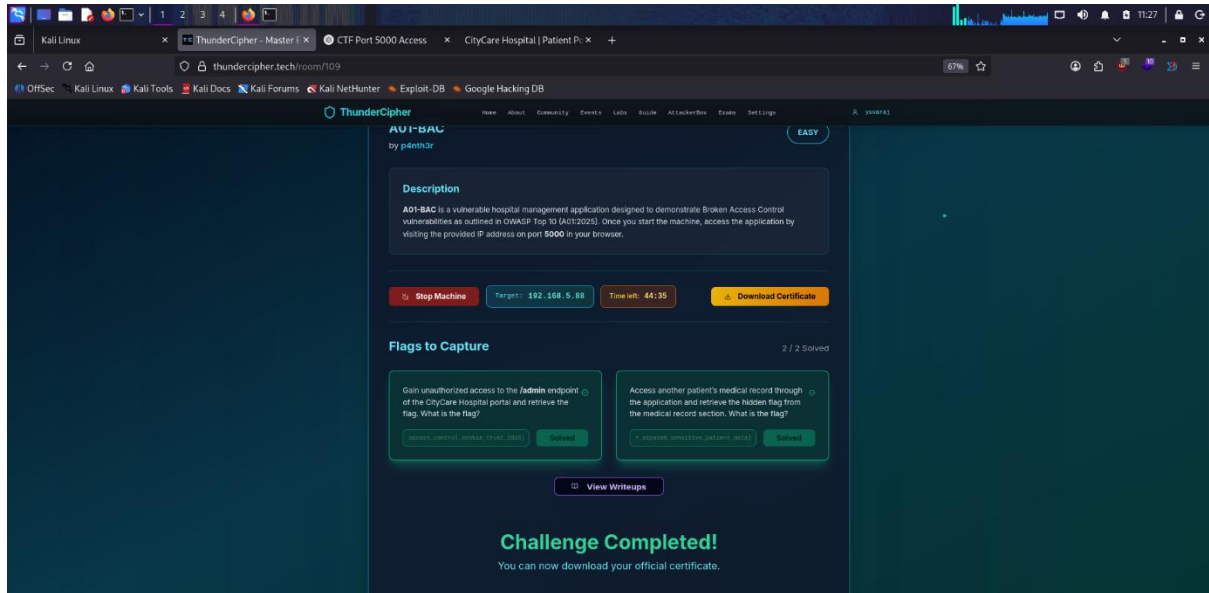 1 2 3 4
11:27
Kali Linux
ThunderCipher - Master E
CTF Port 5000 Access
CityCare Hospital | Patient Po
thundercipher.tech/room/109
67%
OffSec
Kali Linux
Kali Tools
Kali Docs
Kali Forums
Kali NetHunter
Exploit-DB
Google Hacking DB
ThunderCipher
Home About Community Events Labs Guide AttackerBox Exams Settings
yuvaraj
A01-BAC
EASY
by p4nth3r
Description
A01-BAC is a vulnerable hospital management application designed to demonstrate Broken Access Control
vulnerabilities as outlined in OWASP Top 10 (A01:2025). Once you start the machine, access the application by
visiting the provided IP address on port 5000 in your browser.
Stop Machine
Target: 192.168.5.88
Time left: 44:35
Download Certificate
Flags to Capture
2 / 2 Solved
Gain unauthorized access to the /admin endpoint
of the CityCare Hospital portal and retrieve the
flag. What is the flag?
access_control.cookie_trust_2026}
Solved
Access another patient's medical record through
the application and retrieve the hidden flag from
the medical record section. What is the flag?
exposed_sensitive_patient_data}
Solved
View Writeups
Challenge Completed!
You can now download your official certificate.